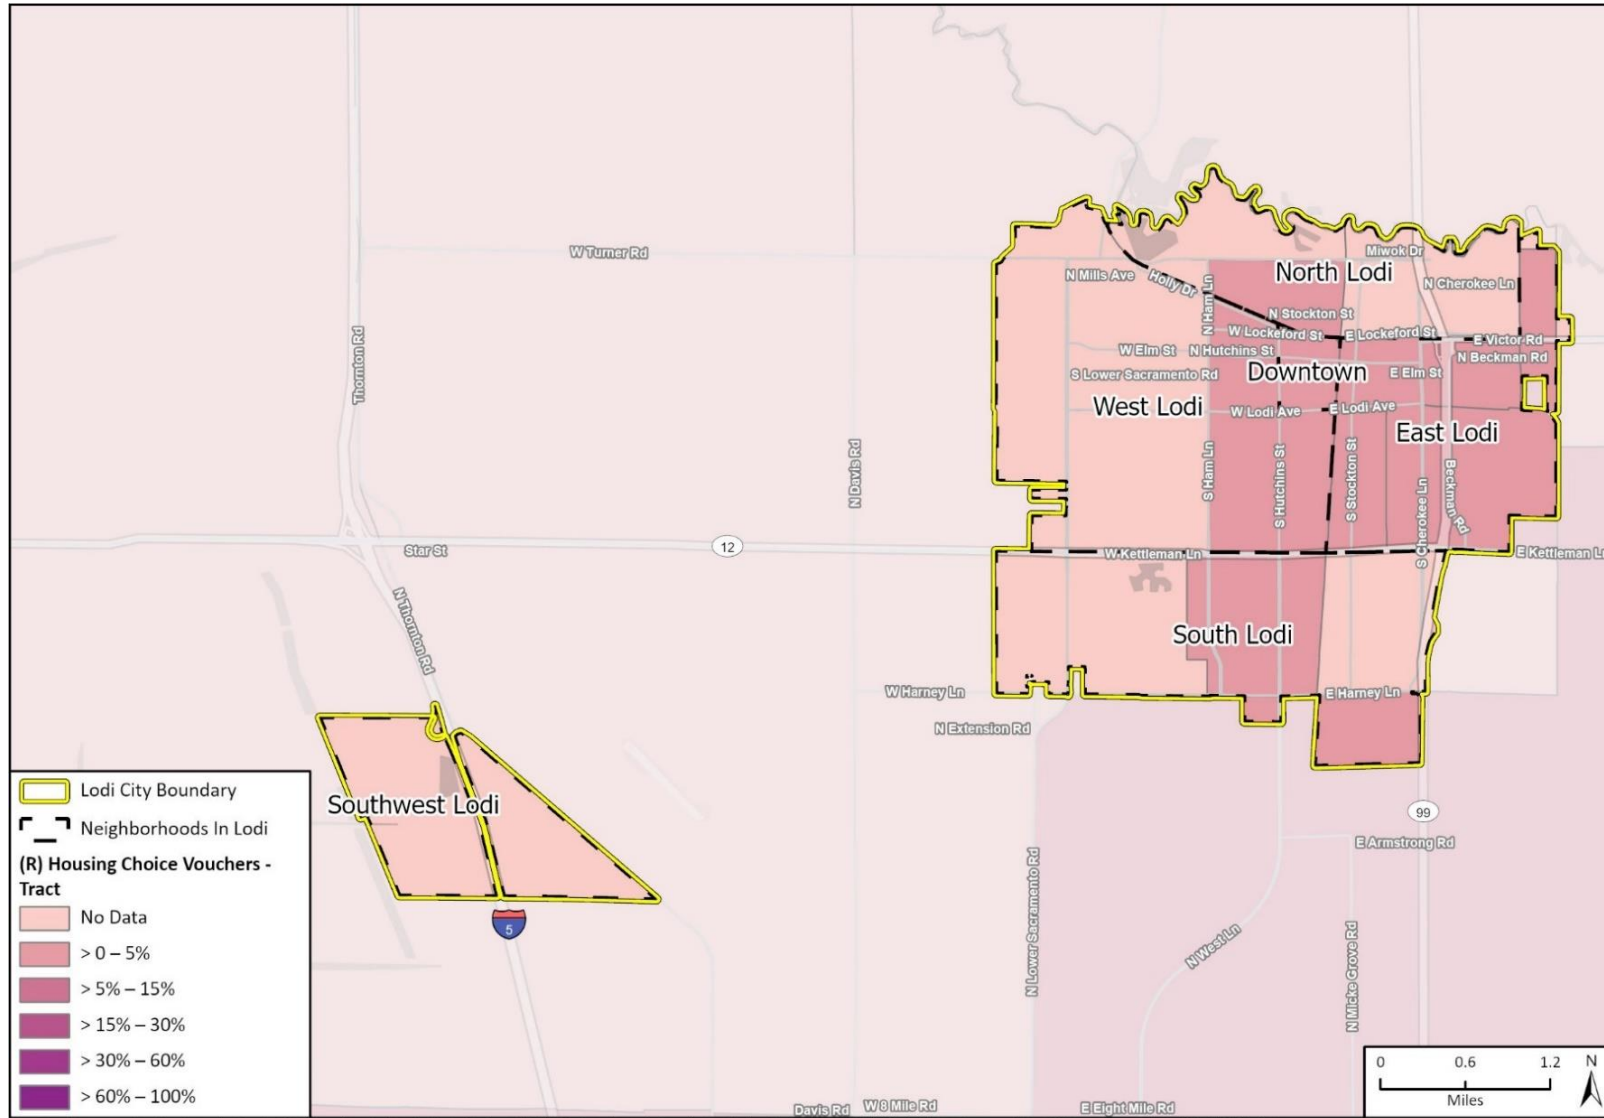 Miwok Dr
W Turner Rd
North Lodi
N Mills Ave
Holly Dr
N Ham Ln
N Cherokee Ln
N Stockton St
W Lockeford St
E Lockeford St
E Victor Rd
W Elm St
N Hutchins St
N Beckman Rd
Thornton Rd
S Lower Sacramento Rd
Downtown
E Elm St
West Lodi
W Lodi Ave
E Lodi Ave
East Lodi
N Davis Rd
S Ham Ln
S Hutchins St
S Stockton St
S Cherokee Ln
Beckman Rd
Star St
12
W Kettleman Ln
E Kettleman Ln
N Thornton Rd
South Lodi
W Harney Ln
E Harney Ln
N Extension Rd
Southwest Lodi
99
E Armstrong Rd
5
N Lower Sacramento Rd
N West Ln
N Micke Grove Rd
Davis Rd
W 8 Mile Rd
E Eight Mile Rd
Lodi City Boundary
Neighborhoods In Lodi
(R) Housing Choice Vouchers -
Tract
No Data
> 0 – 5%
> 5% – 15%
> 15% – 30%
> 30% – 60%
> 60% – 100%
0 0.6 1.2
Miles
N